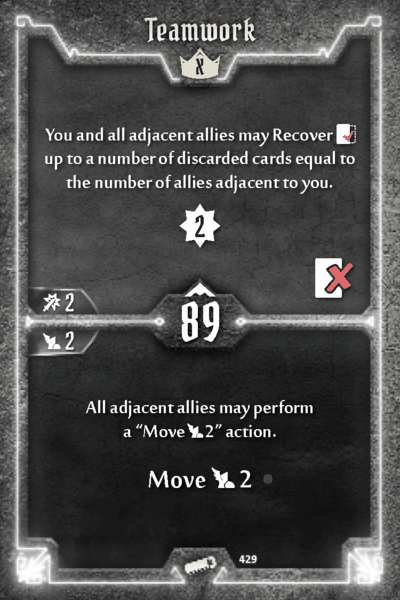 Teamwork
X
You and all adjacent allies may Recover
up to a number of discarded cards equal to
the number of allies adjacent to you.
2
2
89
2
All adjacent allies may perform
a “Move 2” action.
Move 2
429